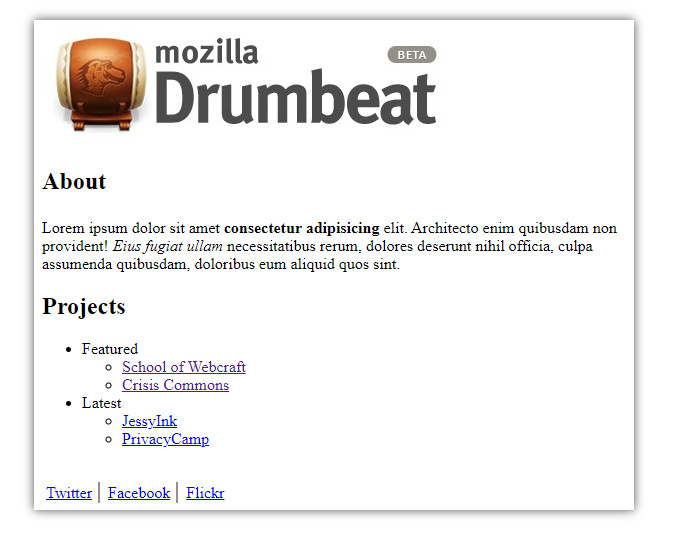 mozilla
BETA
Drumbeat
About
Lorem ipsum dolor sit amet consectetur adipisicing elit. Architecto enim quibusdam non
provident! Eius fugiat ullam necessitatibus rerum, dolores deserunt nihil officia, culpa
assumenda quibusdam, doloribus eum aliquid quos sint.
Projects
Featured
School of Webcraft
Crisis Commons
Latest
JessyInk
PrivacyCamp
Twitter | Facebook | Flickr